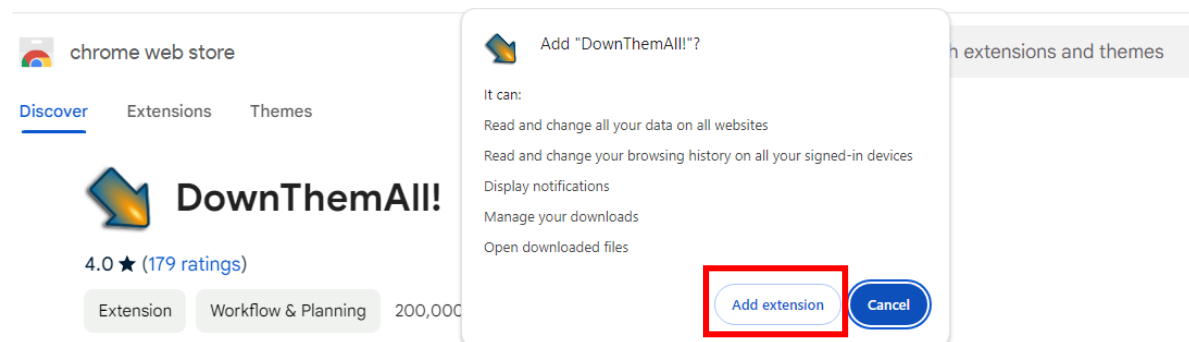 chrome web store
h extensions and themes
Discover Extensions Themes
DownThemAll!
4.0 ★ (179 ratings)
Extension Workflow & Planning 200,000
Add "DownThemAll!"?
It can:
Read and change all your data on all websites
Read and change your browsing history on all your signed-in devices
Display notifications
Manage your downloads
Open downloaded files
Add extension Cancel